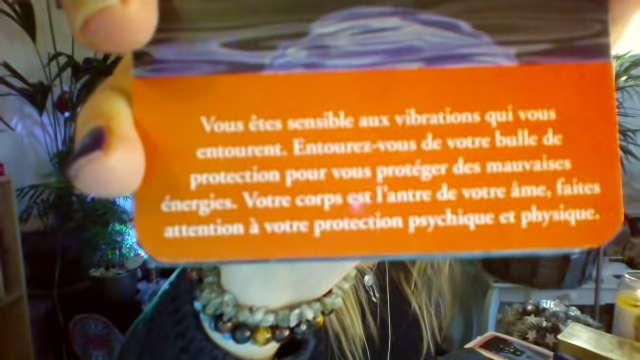 Vous êtes sensible aux vibrations qui vous
entourent. Entourez-vous de votre bulle de
protection pour vous protéger des mauvaises
énergies. Votre corps est l'antre de votre âme, faites
attention à votre protection psychique et physique.